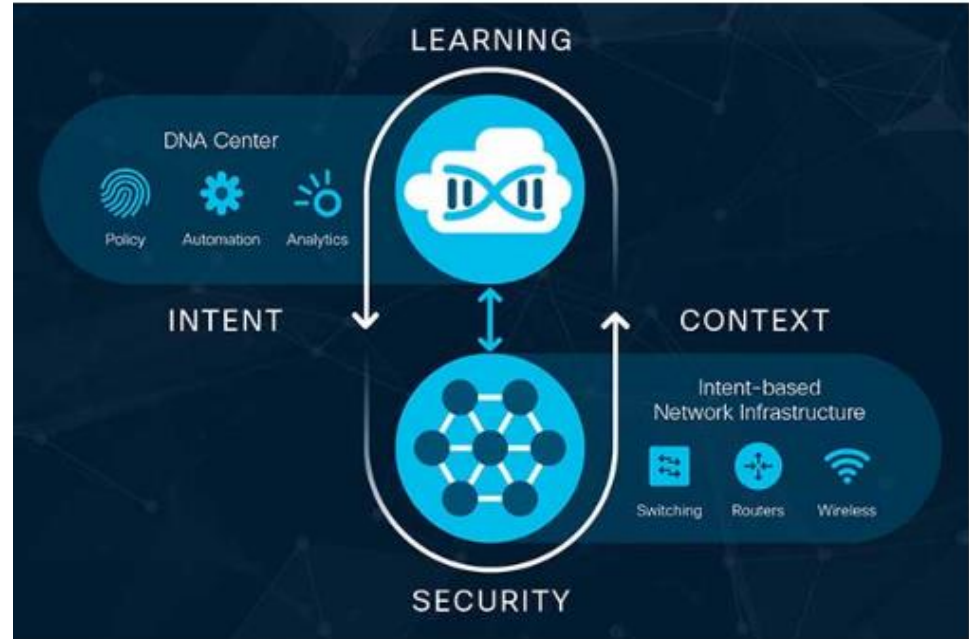 LEARNING
DNA Center
Policy Automation Analytics
INTENT
CONTEXT
Intent-based
Network Infrastructure
Switching Routers Wireless
SECURITY